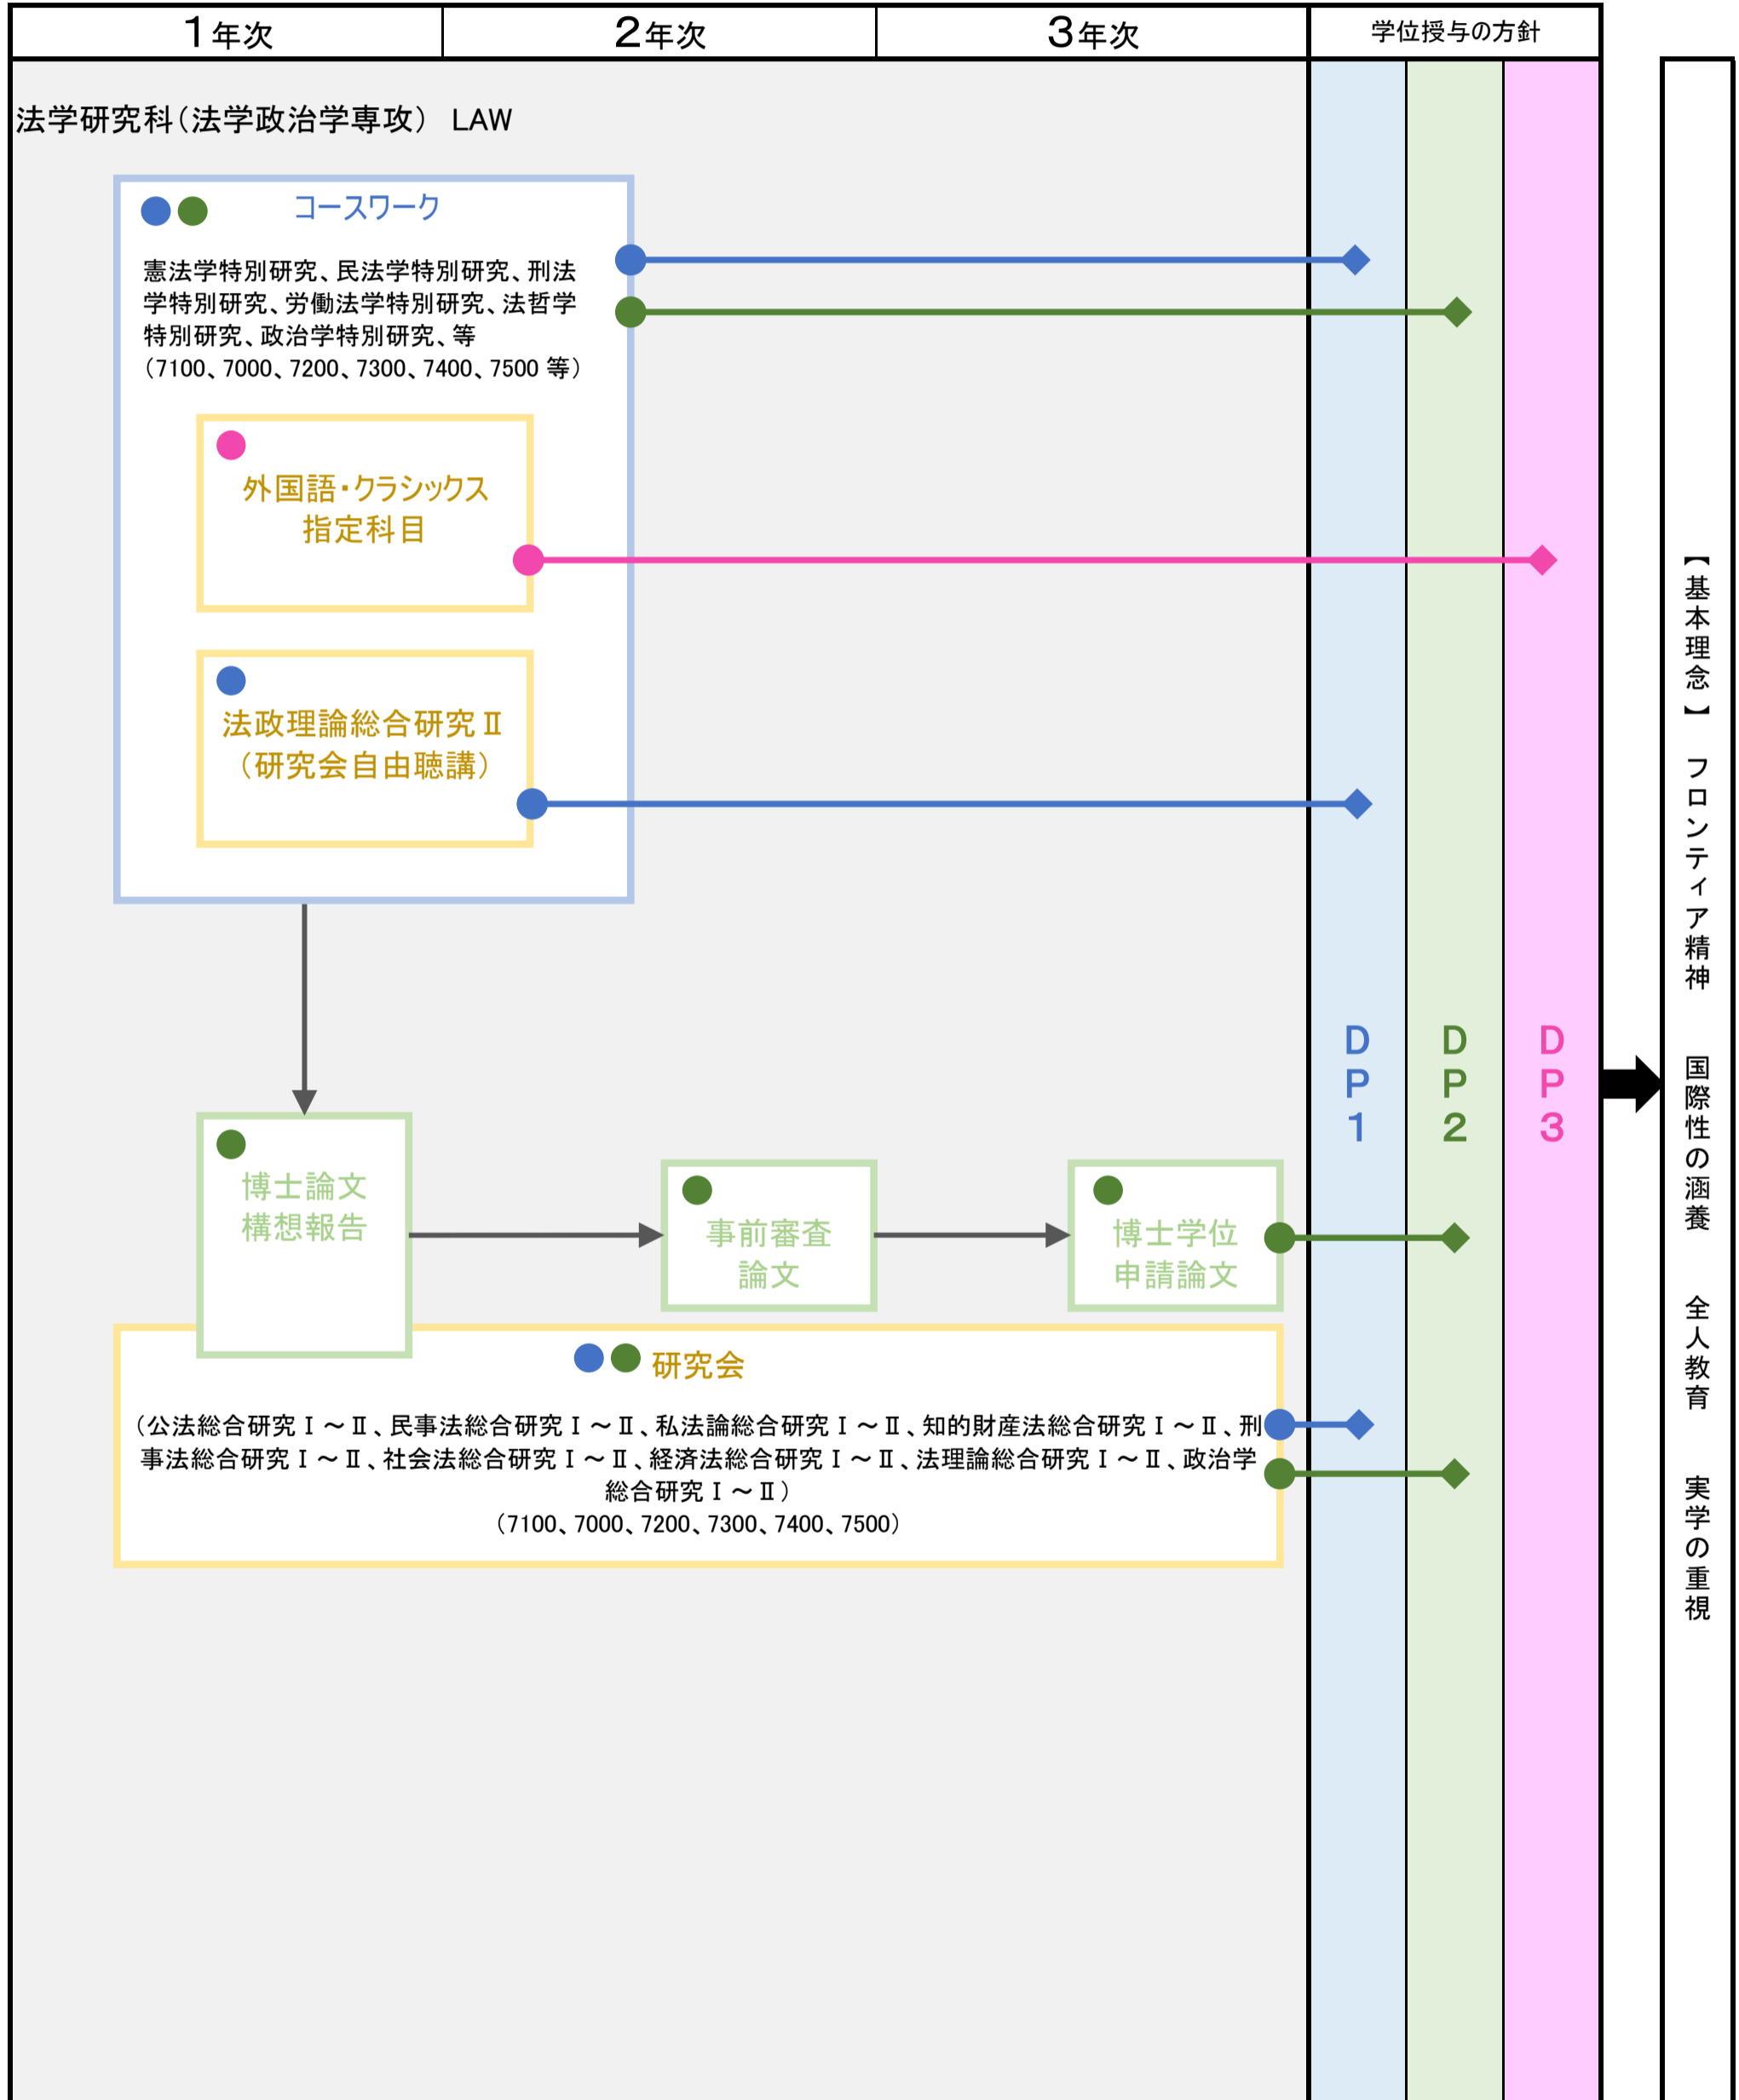 1年次
2年次
3年次
学位授与の方針
法学研究科（法学政治学専攻） LAW
コースワーク
憲法学特別研究、民法学特別研究、刑法
学特別研究、労働法学特別研究、法哲学
特別研究、政治学特別研究、等
（7100、7000、7200、7300、7400、7500 等）
外国語・クラシックス
指定科目
法政理論総合研究Ⅱ
（研究会自由聴講）
博士論文
構想報告
事前審査
論文
博士学位
申請論文
研究会
（公法総合研究Ⅰ～Ⅱ、民事法総合研究Ⅰ～Ⅱ、私法論総合研究Ⅰ～Ⅱ、知的財産法総合研究Ⅰ～Ⅱ、刑
事法総合研究Ⅰ～Ⅱ、社会法総合研究Ⅰ～Ⅱ、経済法総合研究Ⅰ～Ⅱ、法理論総合研究Ⅰ～Ⅱ、政治学
総合研究Ⅰ～Ⅱ）
（7100、7000、7200、7300、7400、7500）
DP1
DP2
DP3
【基本理念】 フロンティア精神 国際性の涵養 全人教育 実学の重視